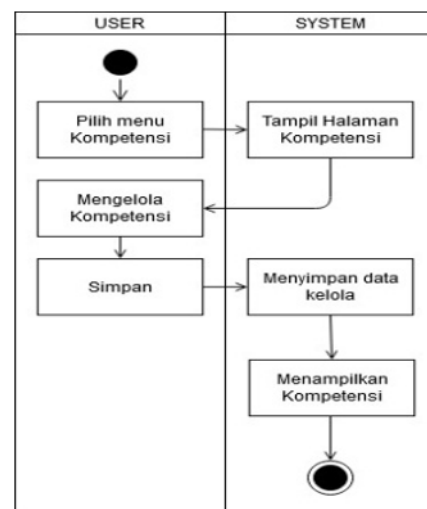 USER
SYSTEM
Pilih menu
Kompetensi
Tampil Halaman
Kompetensi
Mengelola
Kompetensi
Simpan
Menyimpan data
kelola
Menampilkan
Kompetensi